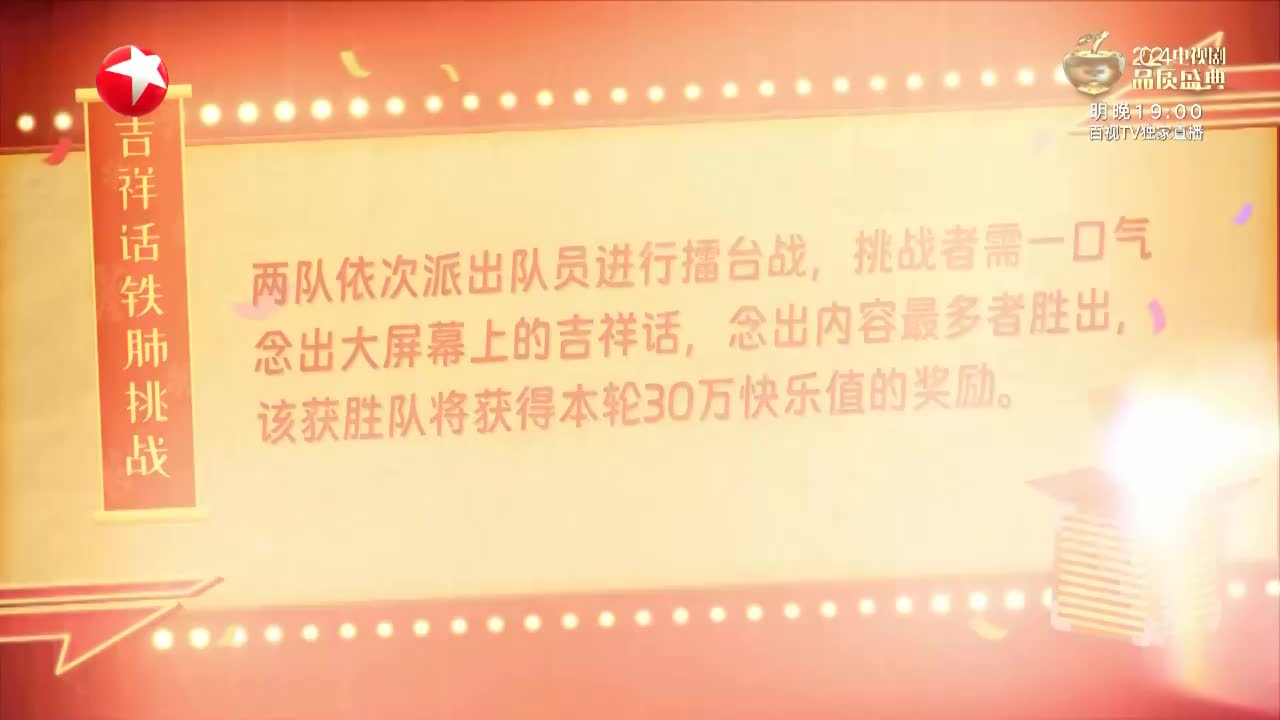 吉祥话铁肺挑战
两队依次派出队员进行擂台战，挑战者需一口气
念出大屏幕上的吉祥话，念出内容最多者胜出，
该获胜队将获得本轮30万快乐值的奖励。
2024电视剧
品质盛典
明晚19:00
百视TV独家直播